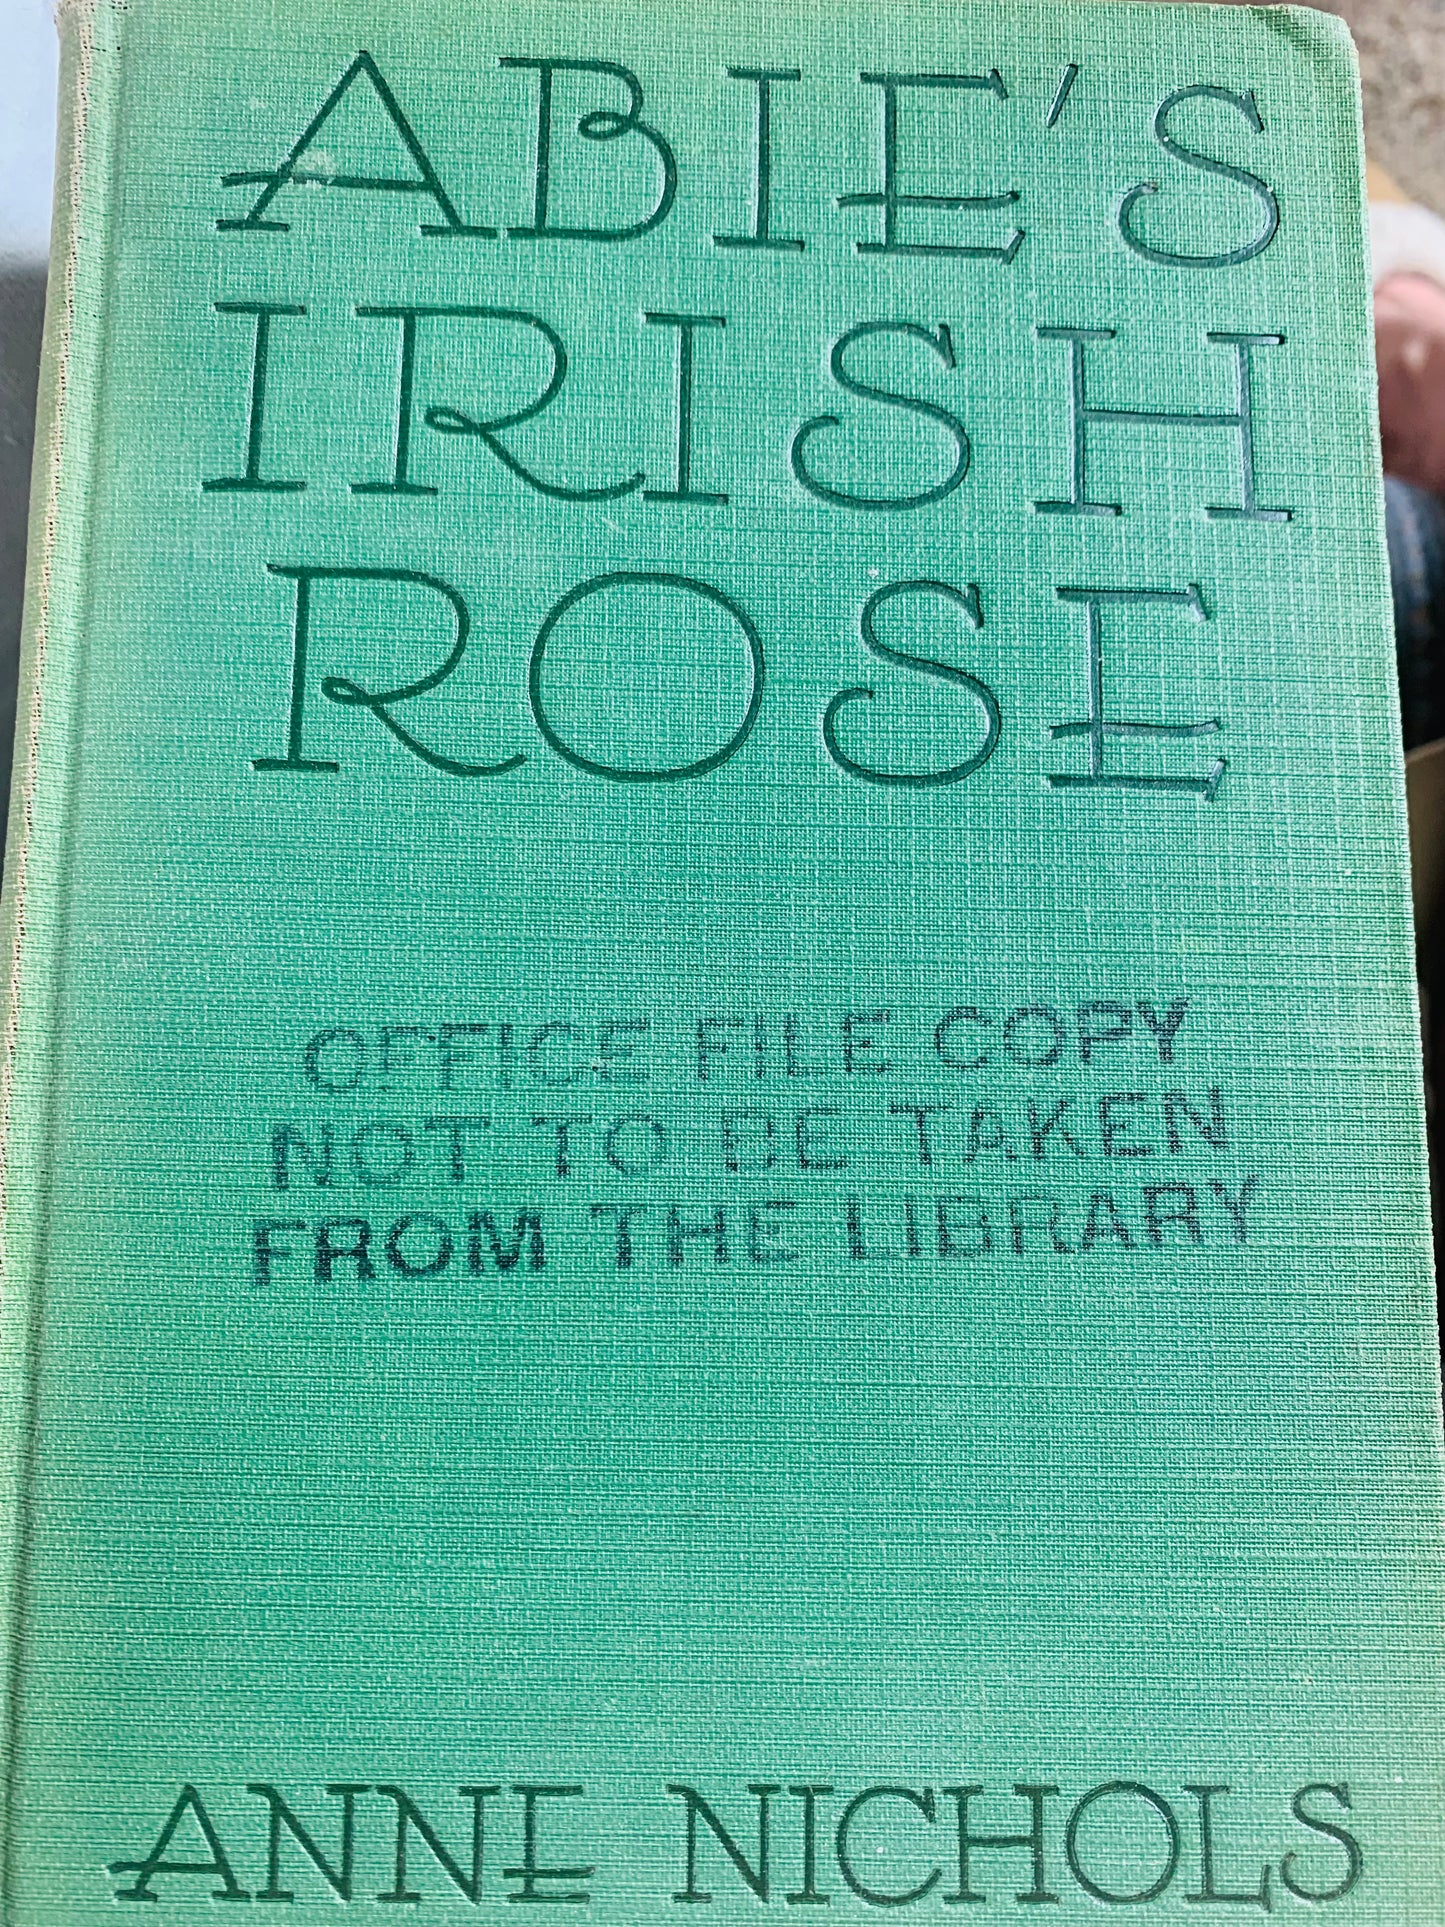 ABIE'S
IRISH
ROSE
OFFICE FILE COPY
NOT TO BE TAKEN
FROM THE LIBRARY
ANNE NICHOLS